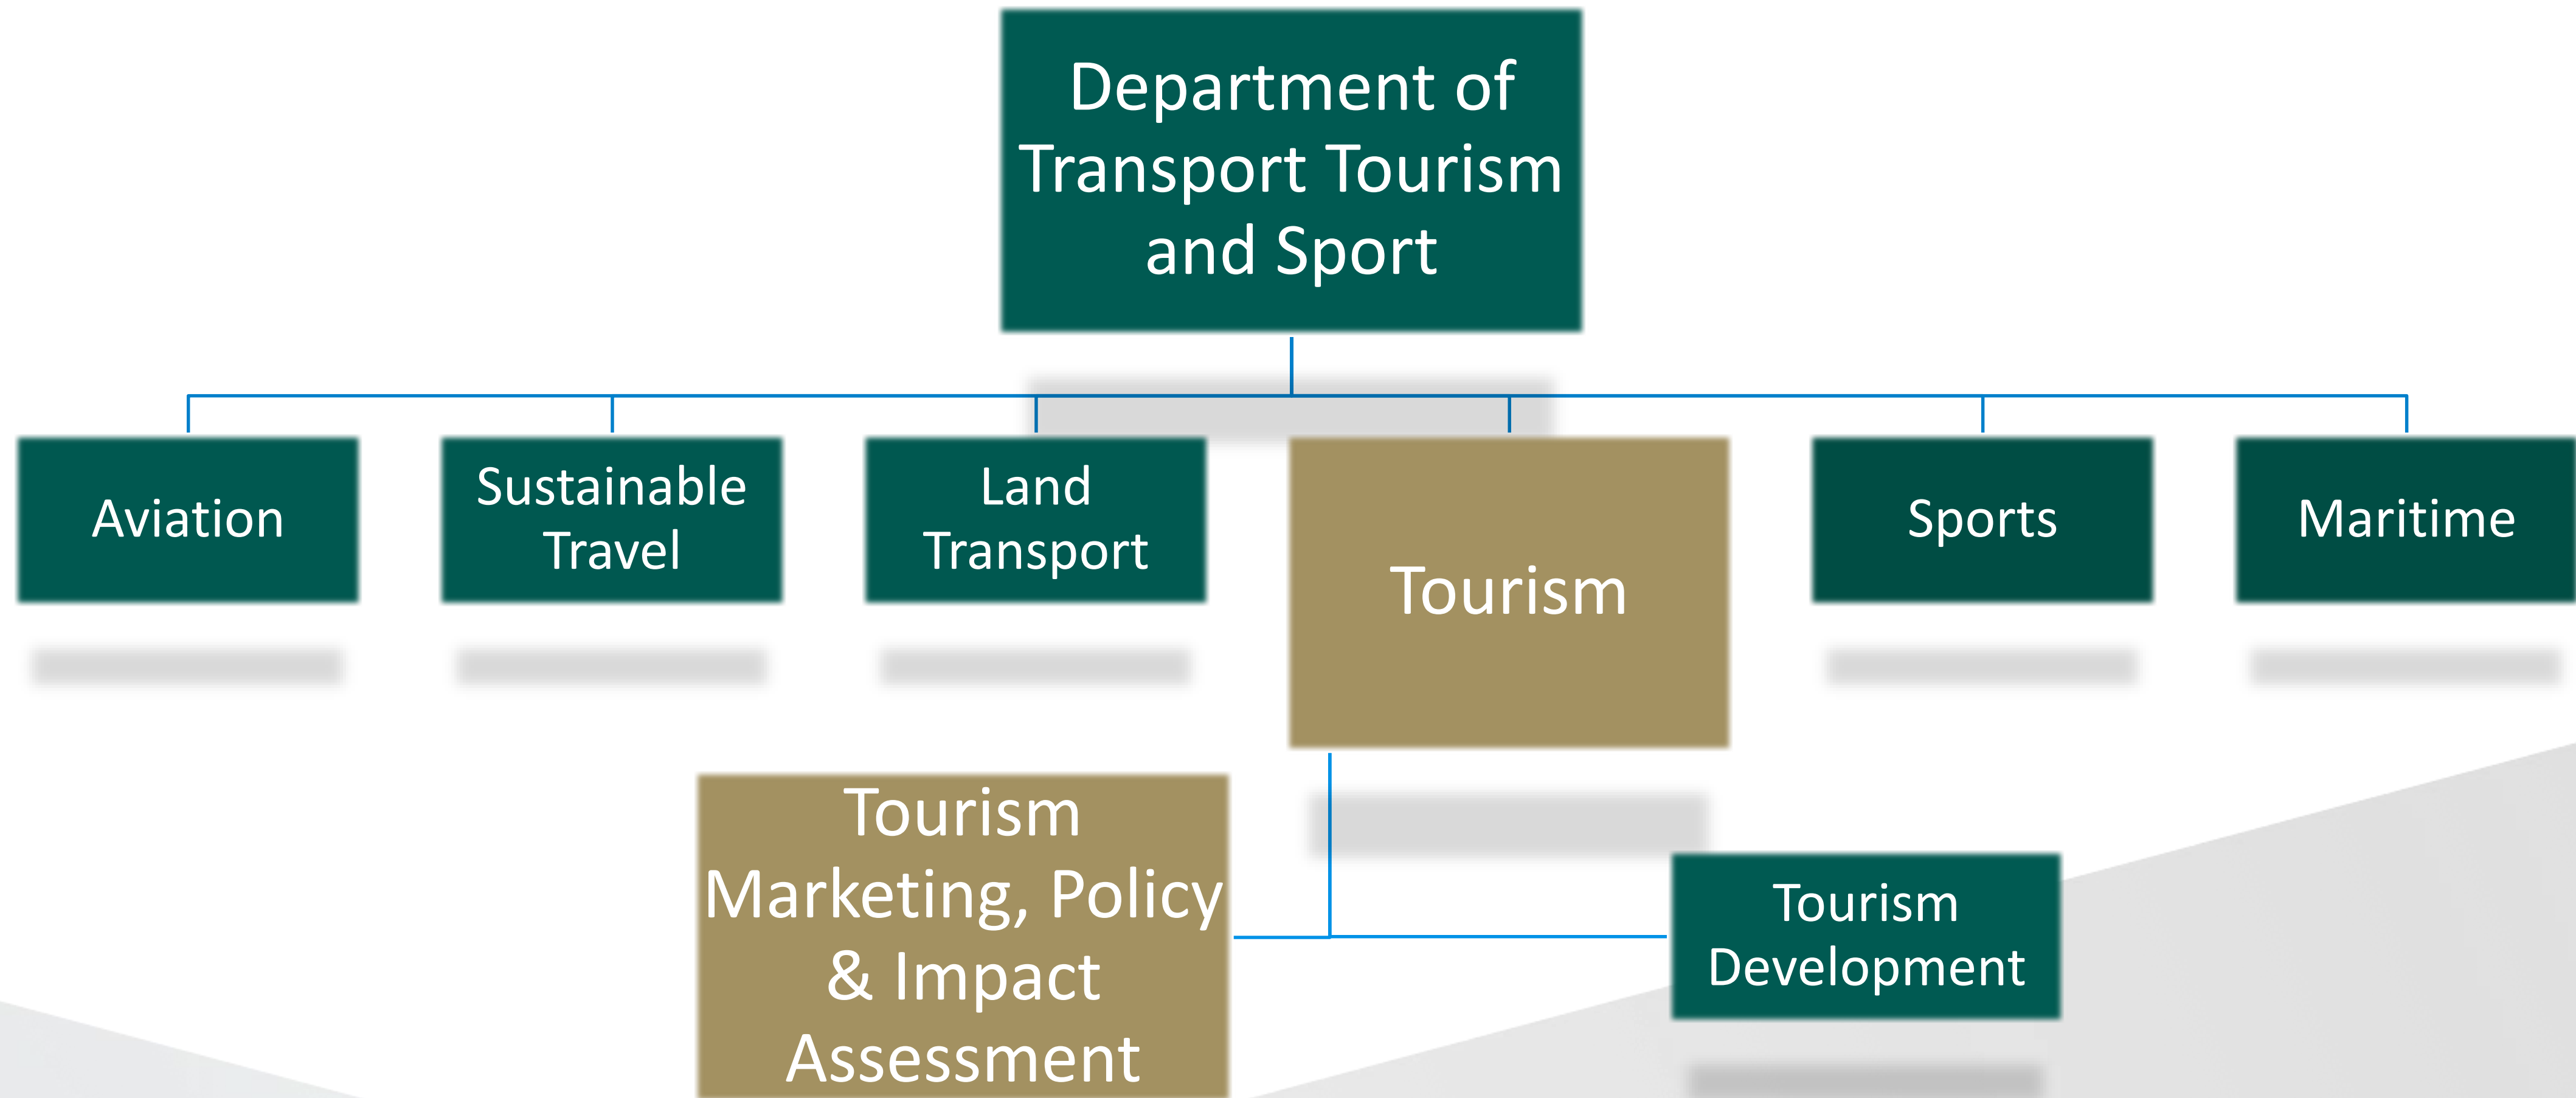 Department of
Transport Tourism
and Sport
Aviation
Sustainable
Travel
Land
Transport
Tourism
Sports
Maritime
Tourism
Marketing, Policy
& Impact
Assessment
Tourism
Development